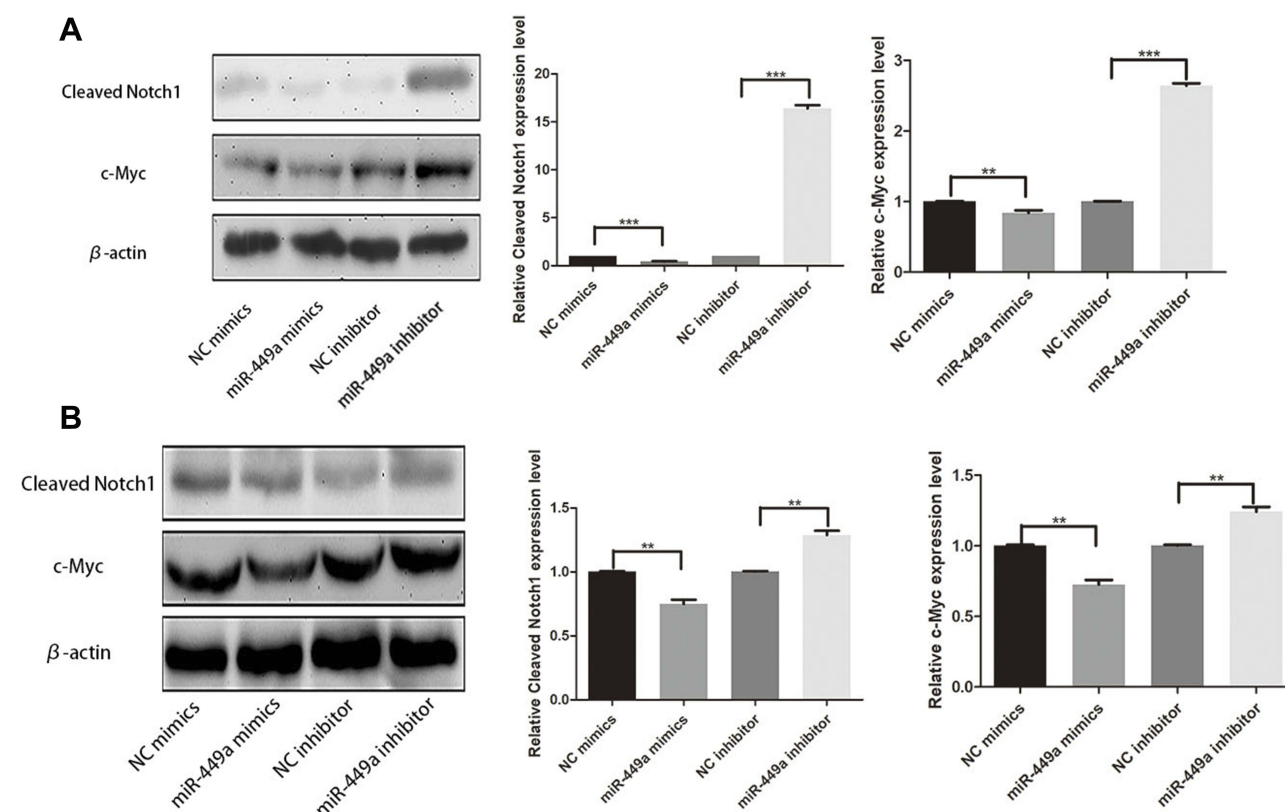 A
Cleaved Notch1
c-Myc
β-actin
NC mimics
miR-449a mimics
NC inhibitor
miR-449a inhibitor
Relative Cleaved Notch1 expression level
20
15
10
5
0
***
***
NC mimics
miR-449a mimics
NC inhibitor
miR-449a inhibitor
Relative c-Myc expression level
3
2
1
0
**
***
NC mimics
miR-449a mimics
NC inhibitor
miR-449a inhibitor
B
Cleaved Notch1
c-Myc
β-actin
NC mimics
miR-449a mimics
NC inhibitor
miR-449a inhibitor
Relative Cleaved Notch1 expression level
1.5
1.0
0.5
0.0
**
**
NC mimics
miR-449a mimics
NC inhibitor
miR-449a inhibitor
Relative c-Myc expression level
1.5
1.0
0.5
0.0
**
**
NC mimics
miR-449a mimics
NC inhibitor
miR-449a inhibitor